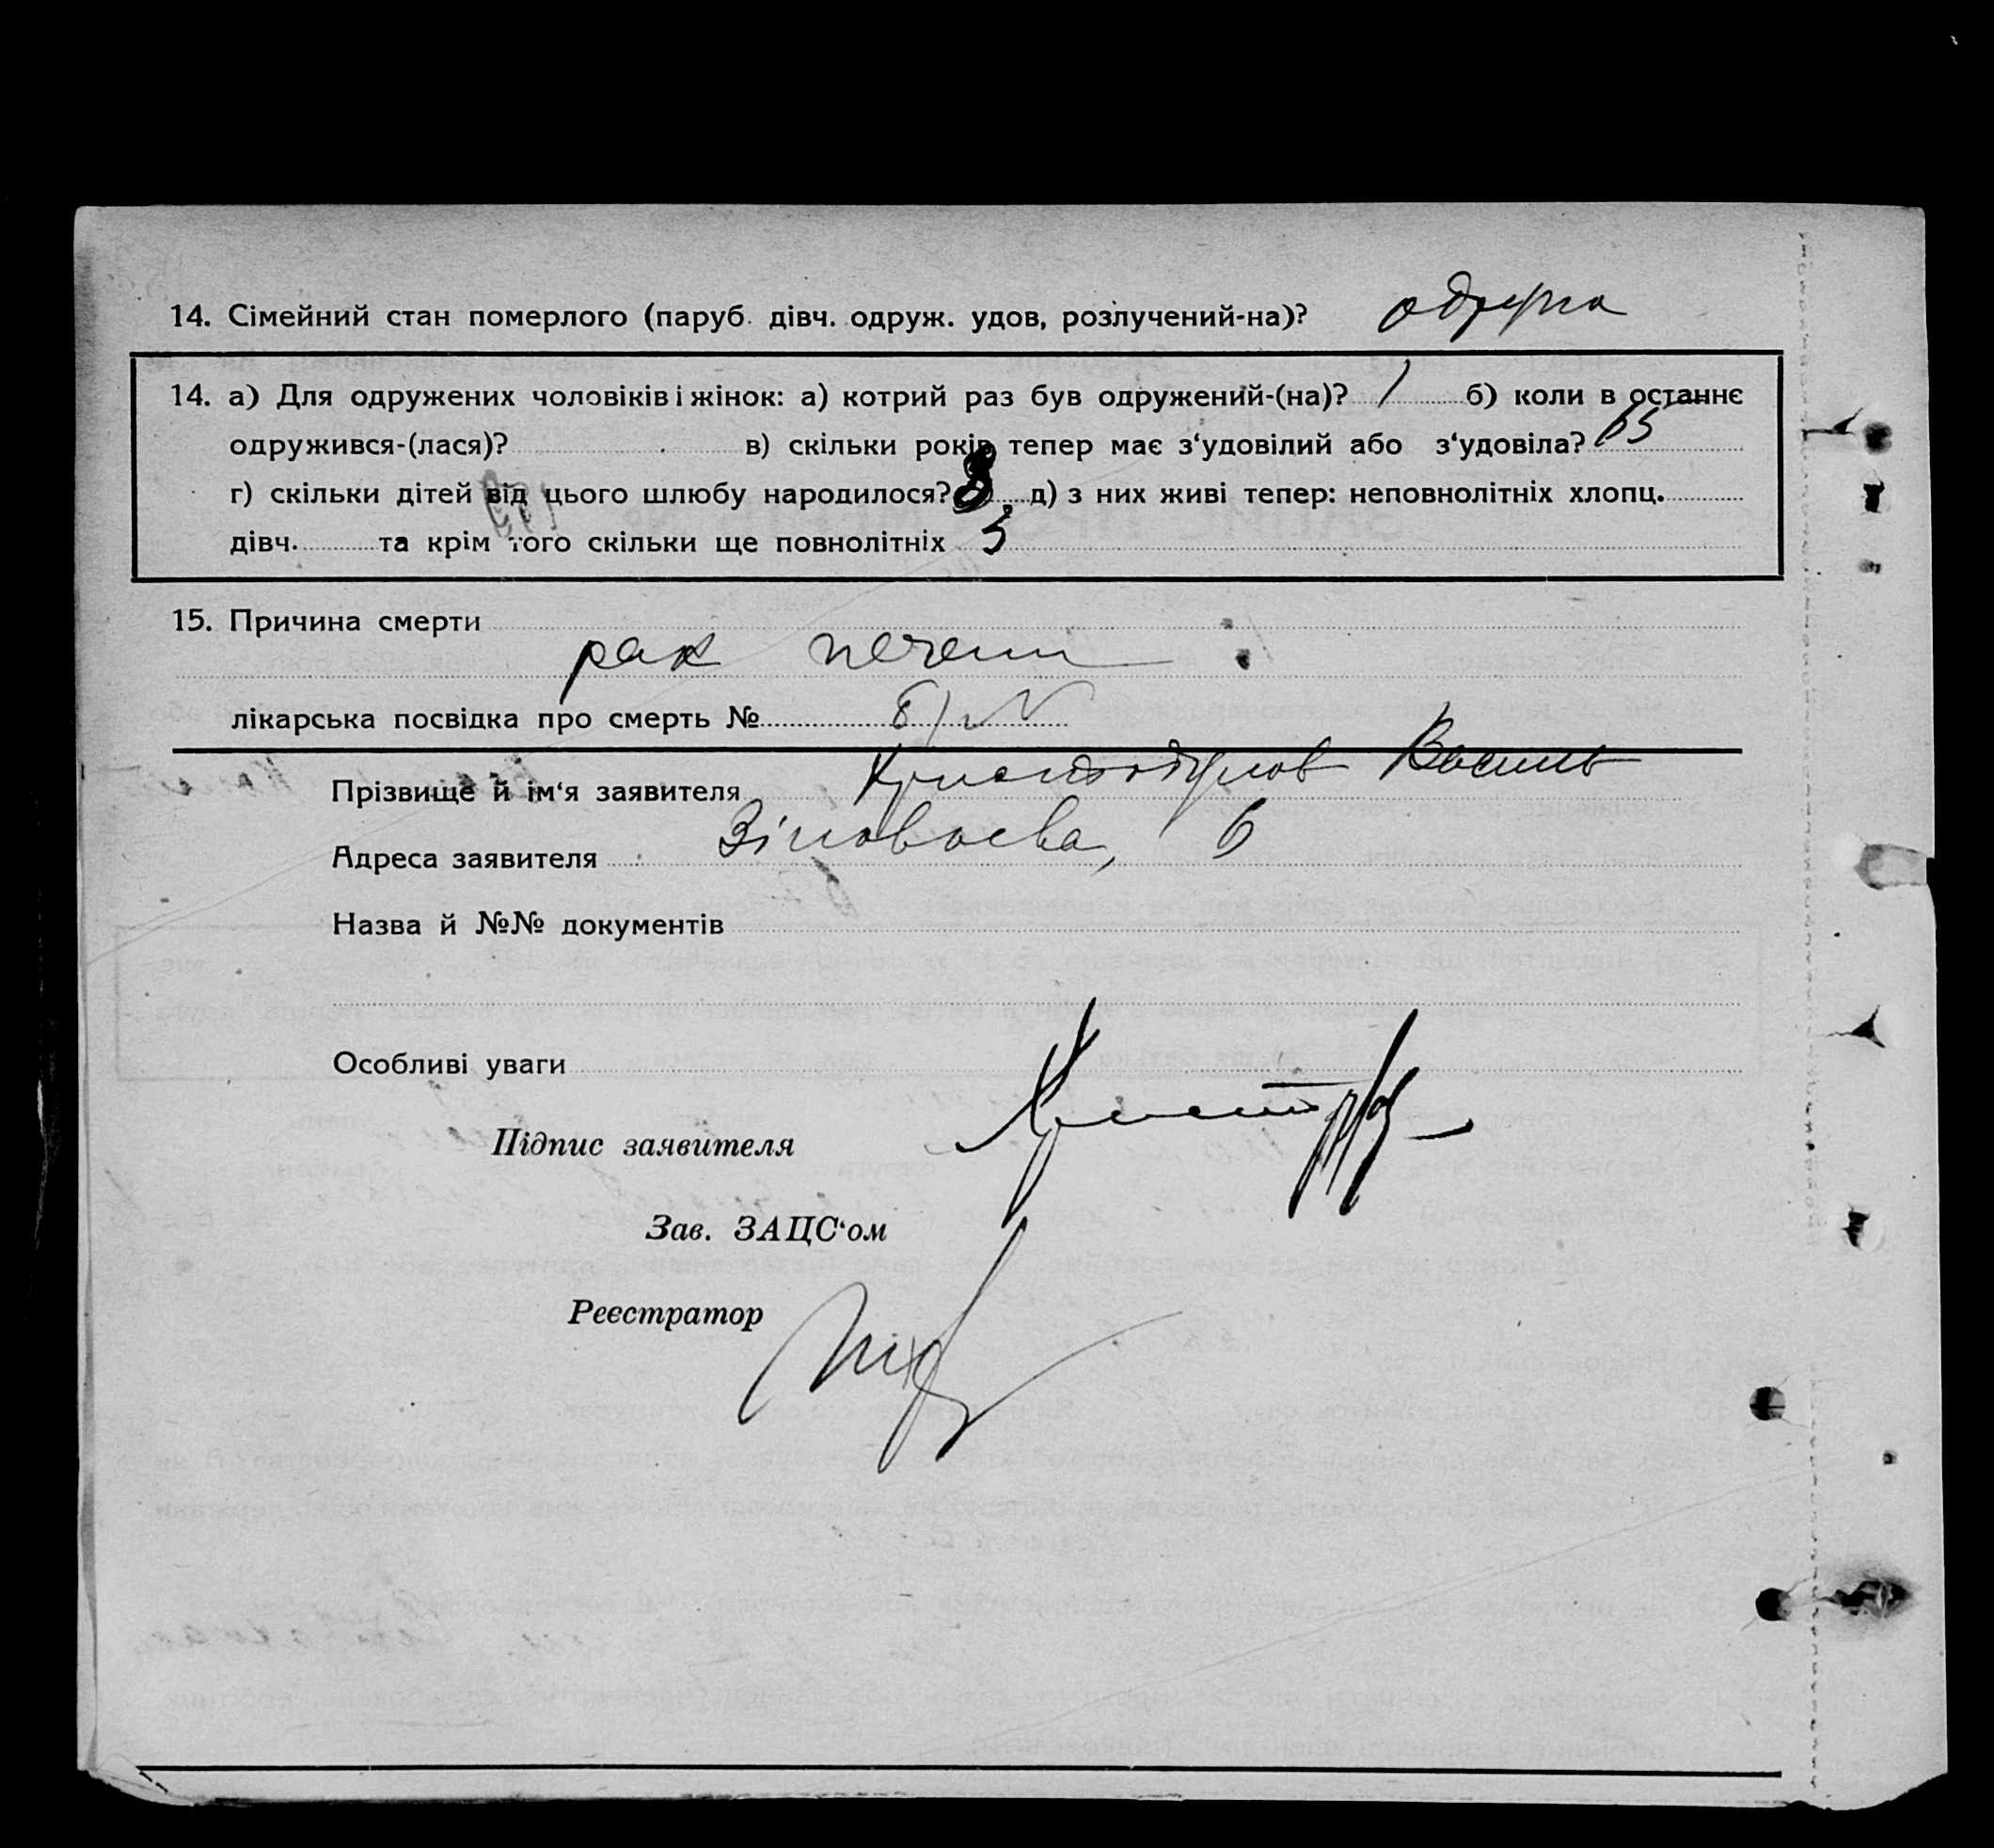 14. Сімейний стан померлого (паруб. дівч. одруж. удов, розлучений-на)? одружна
14. а) Для одружених чоловіків і жінок: а) котрий раз був одружений-(на)? 1 б) коли в останнє
одружився-(лася)? в) скільки років тепер має з‘удовілий або з‘удовіла? 65
г) скільки дітей від цього шлюбу народилося? 8 д) з них живі тепер: неповнолітніх хлопц.
дівч. та крім того скільки ще повнолітніх 5
15. Причина смерти
рак печени
лікарська посвідка про смерть № б/N
Прізвище й ім‘я заявителя Христодулов Василь
Адреса заявителя 6
Назва й №№ документів
Особливі уваги
Підпис заявителя
Зав. ЗАЦС‘ом
Реєстратор